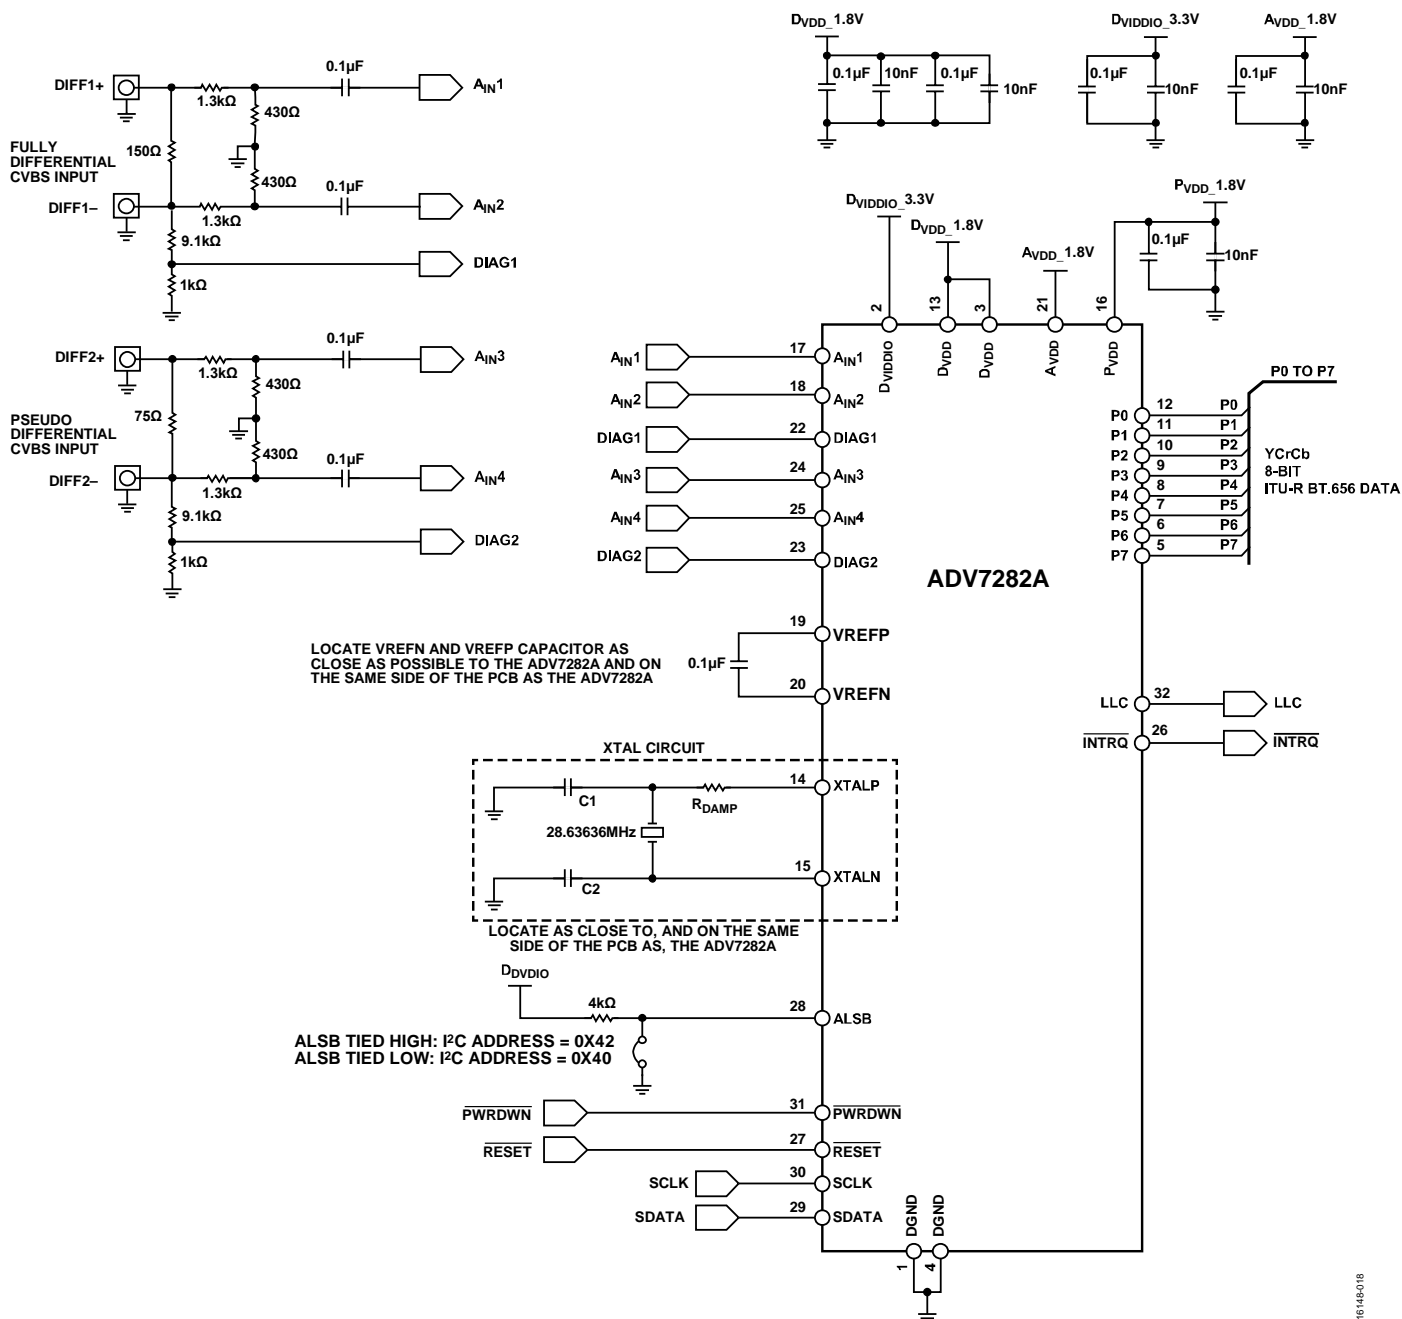 DVDD_1.8V
DVIDDIO_3.3V
AVDD_1.8V
0.1µF
10nF
0.1µF
10nF
0.1µF
10nF
0.1µF
10nF
DIFF1+
1.3kΩ
0.1µF
AIN1
430Ω
FULLY
DIFFERENTIAL
CVBS INPUT
150Ω
430Ω
0.1µF
DIFF1–
1.3kΩ
AIN2
9.1kΩ
DIAG1
1kΩ
DIFF2+
1.3kΩ
0.1µF
AIN3
430Ω
PSEUDO
DIFFERENTIAL
CVBS INPUT
75Ω
430Ω
0.1µF
DIFF2–
1.3kΩ
AIN4
9.1kΩ
DIAG2
1kΩ
DVIDDIO_3.3V
DVDD_1.8V
AVDD_1.8V
PVDD_1.8V
0.1µF
10nF
2
13
3
21
16
DVIDDIO
DVDD
DVDD
AVDD
PVDD
AIN1
17
AIN1
AIN2
18
AIN2
DIAG1
22
DIAG1
AIN3
24
AIN3
AIN4
25
AIN4
DIAG2
23
DIAG2
ADV7282A
P0 TO P7
P0
12
P0
P1
11
P1
P2
10
P2
P3
9
P3
P4
8
P4
P5
7
P5
P6
6
P6
P7
5
P7
YCrCb
8-BIT
ITU-R BT.656 DATA
LOCATE VREFN AND VREFP CAPACITOR AS
CLOSE AS POSSIBLE TO THE ADV7282A AND ON
THE SAME SIDE OF THE PCB AS THE ADV7282A
0.1µF
19
VREFP
20
VREFN
LLC
32
LLC
INTRQ
26
INTRQ
XTAL CIRCUIT
C1
RDAMP
14
XTALP
28.63636MHz
C2
15
XTALN
LOCATE AS CLOSE TO, AND ON THE SAME
SIDE OF THE PCB AS, THE ADV7282A
DDVDIO
4kΩ
28
ALSB
ALSB TIED HIGH: I2C ADDRESS = 0X42
ALSB TIED LOW: I2C ADDRESS = 0X40
PWRDWN
31
PWRDWN
RESET
27
RESET
SCLK
30
SCLK
SDATA
29
SDATA
DGND
DGND
1
4
16148-018